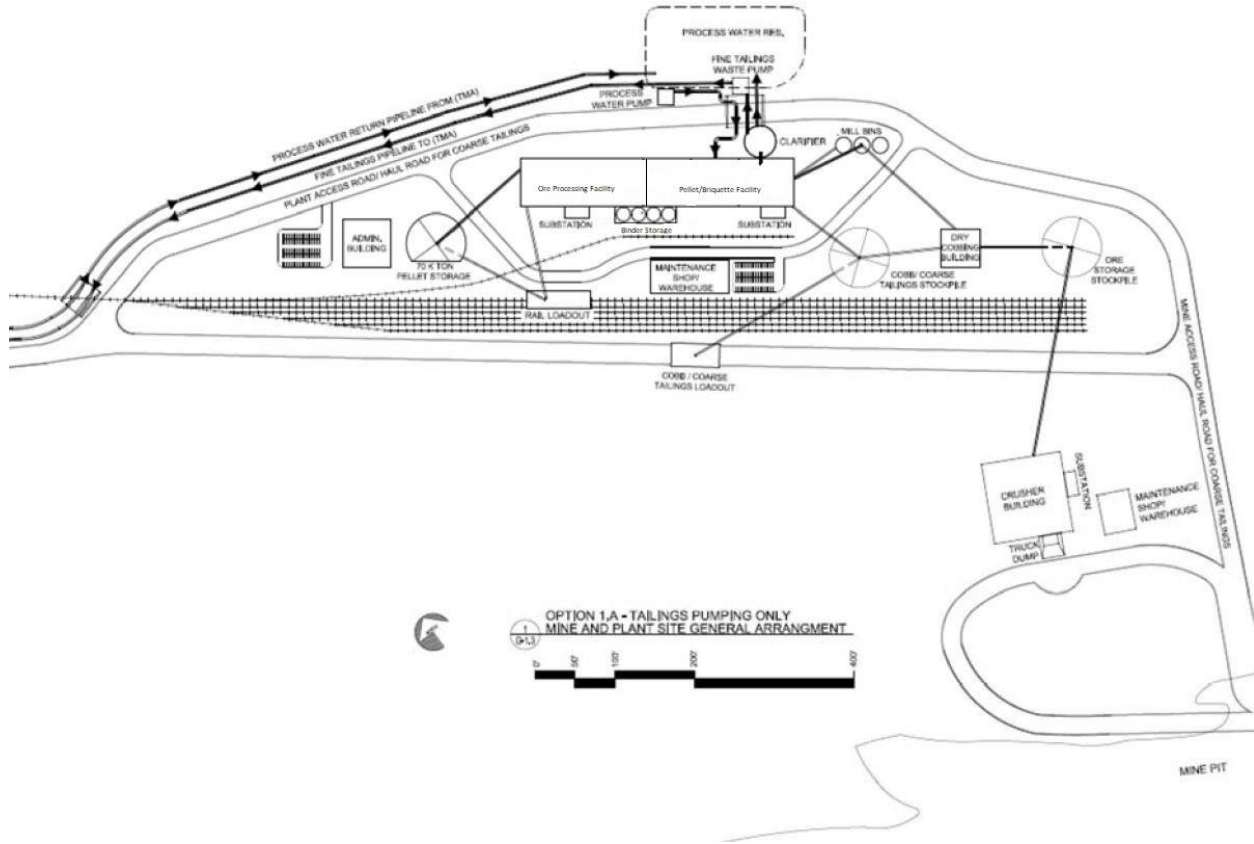 PROCESS WATER RES.
FINE TAILINGS
WASTE PUMP
PROCESS
WATER PUMP
PROCESS WATER RETURN PIPELINE FROM (TMA)
FINE TAILINGS PIPELINE TO (TMA)
PLANT ACCESS ROAD/ HAUL ROAD FOR COARSE TAILINGS
CLARIFIER
MILL BINS
Ore Processing Facility
Pellet/Briquette Facility
SUBSTATION
Binder Storage
SUBSTATION
ADMIN.
BUILDING
70 K TON
PELLET STORAGE
MAINTENANCE
SHOP/
WAREHOUSE
COBB/ COARSE
TAILINGS STOCKPILE
DRY
COBBING
BUILDING
ORE
STORAGE
STOCKPILE
RAIL LOADOUT
COBB / COARSE
TAILINGS LOADOUT
MINE ACCESS ROAD/ HAUL ROAD FOR COARSE TAILINGS
CRUSHER
BUILDING
SUBSTATION
MAINTENANCE
SHOP/
WAREHOUSE
TRUCK
DUMP
OPTION 1.A - TAILINGS PUMPING ONLY
MINE AND PLANT SITE GENERAL ARRANGMENT
1
G-1.3
0' 50' 100' 200' 400'
MINE PIT